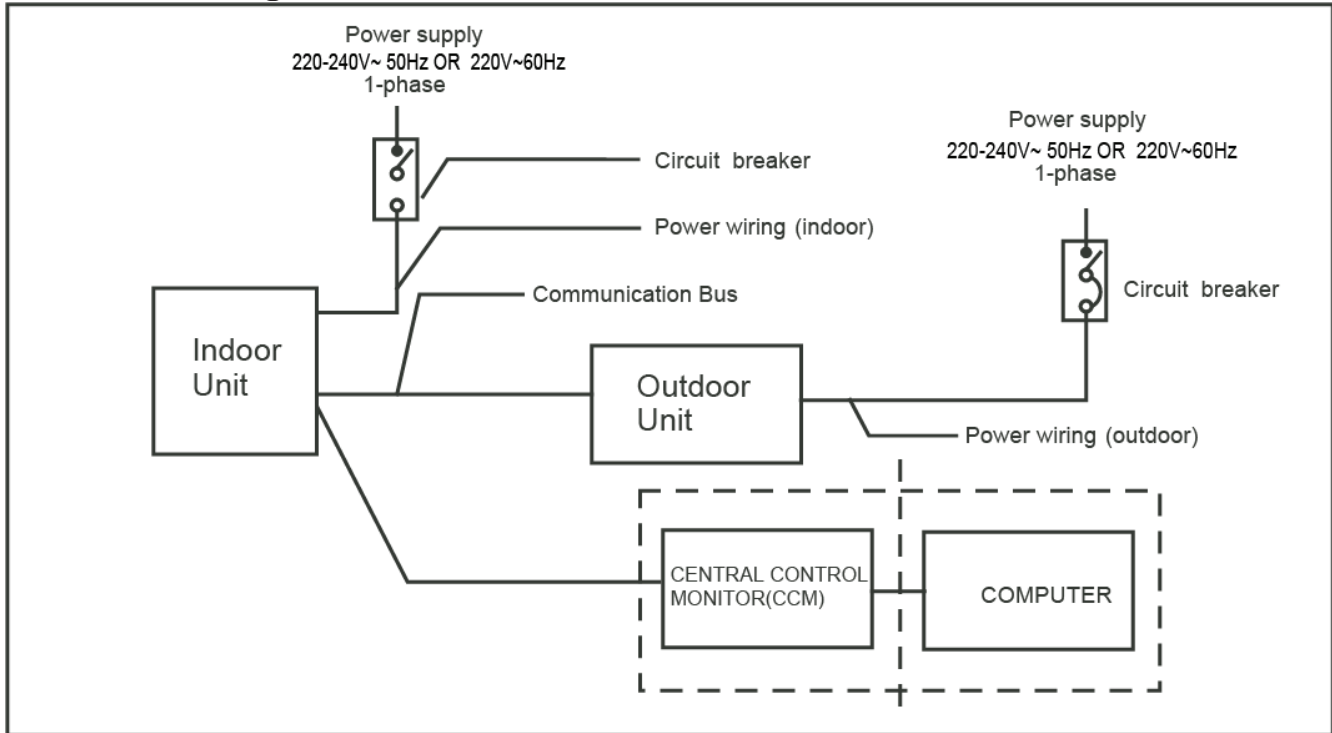 Power supply
220-240V~ 50Hz OR 220V~60Hz
1-phase
Power supply
220-240V~ 50Hz OR 220V~60Hz
1-phase
Circuit breaker
Power wiring (indoor)
Communication Bus
Circuit breaker
Indoor
Unit
Outdoor
Unit
Power wiring (outdoor)
CENTRAL CONTROL
MONITOR(CCM)
COMPUTER